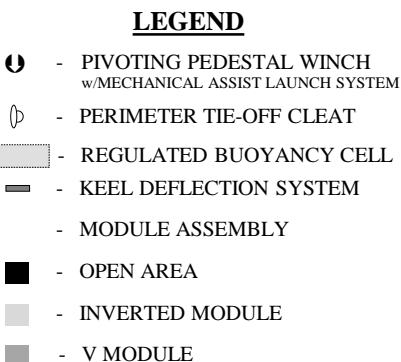 LEGEND
- PIVOTING PEDESTAL WINCH
w/MECHANICAL ASSIST LAUNCH SYSTEM
- PERIMETER TIE-OFF CLEAT
- REGULATED BUOYANCY CELL
- KEEL DEFLECTION SYSTEM
- MODULE ASSEMBLY
- OPEN AREA
- INVERTED MODULE
- V MODULE